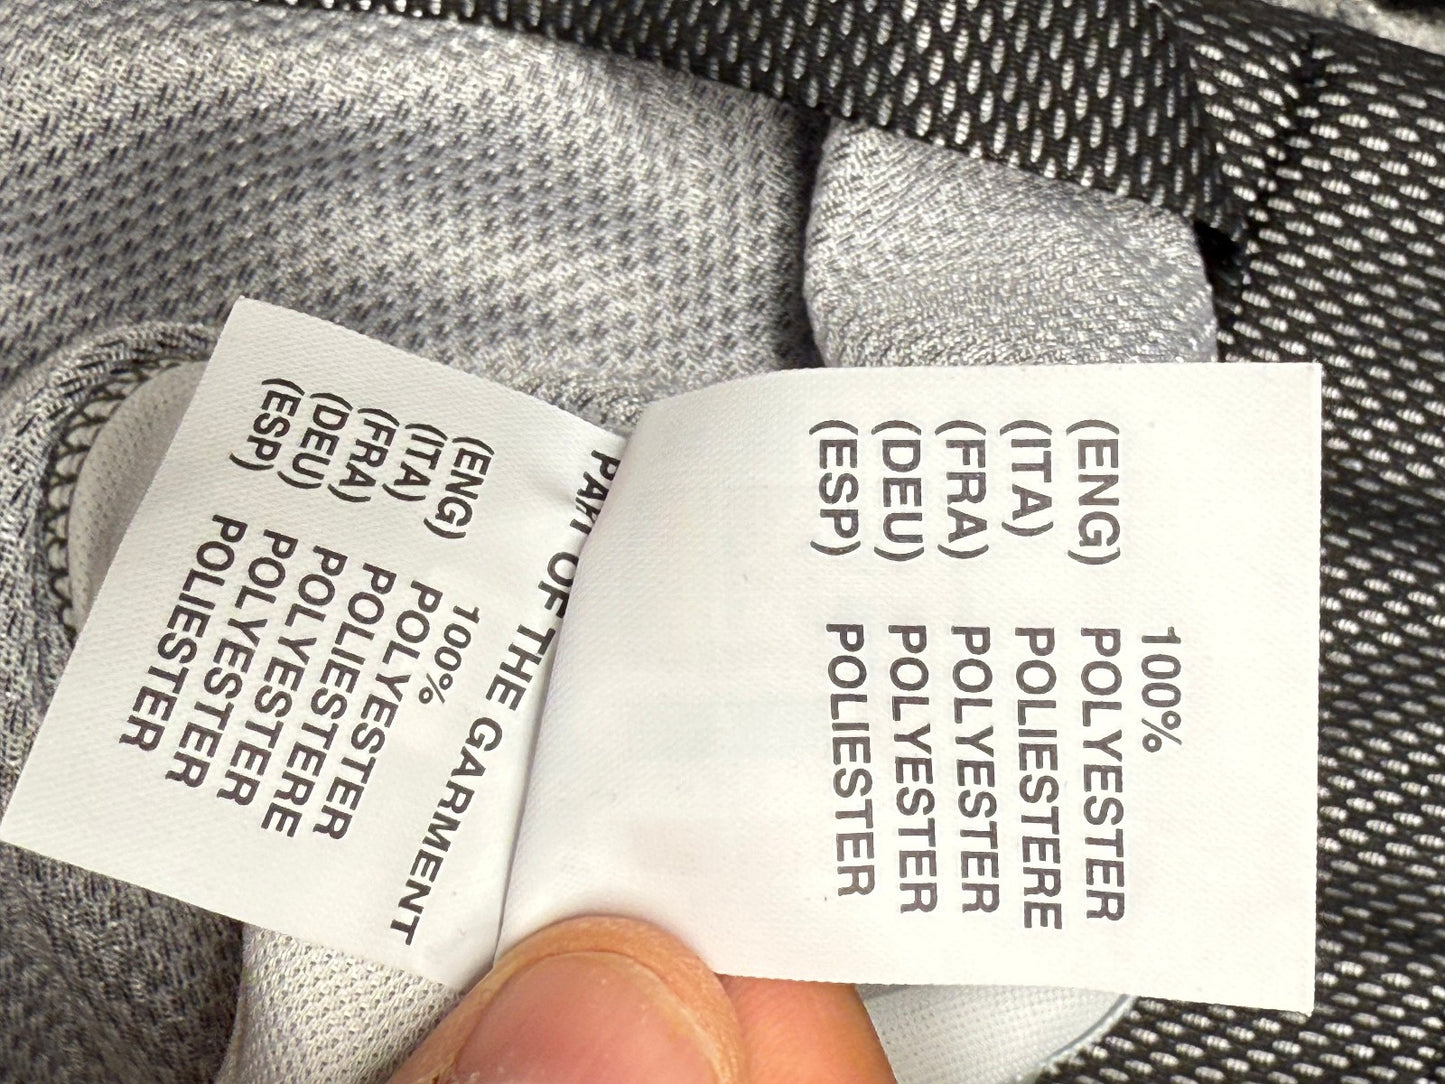 PART OF THE GARMENT
100%
(ENG) POLYESTER
(ITA) POLIESTERE
(FRA) POLYESTER
(DEU) POLYESTER
(ESP) POLIESTER
100%
(ENG) POLYESTER
(ITA) POLIESTERE
(FRA) POLYESTER
(DEU) POLYESTER
(ESP) POLIESTER